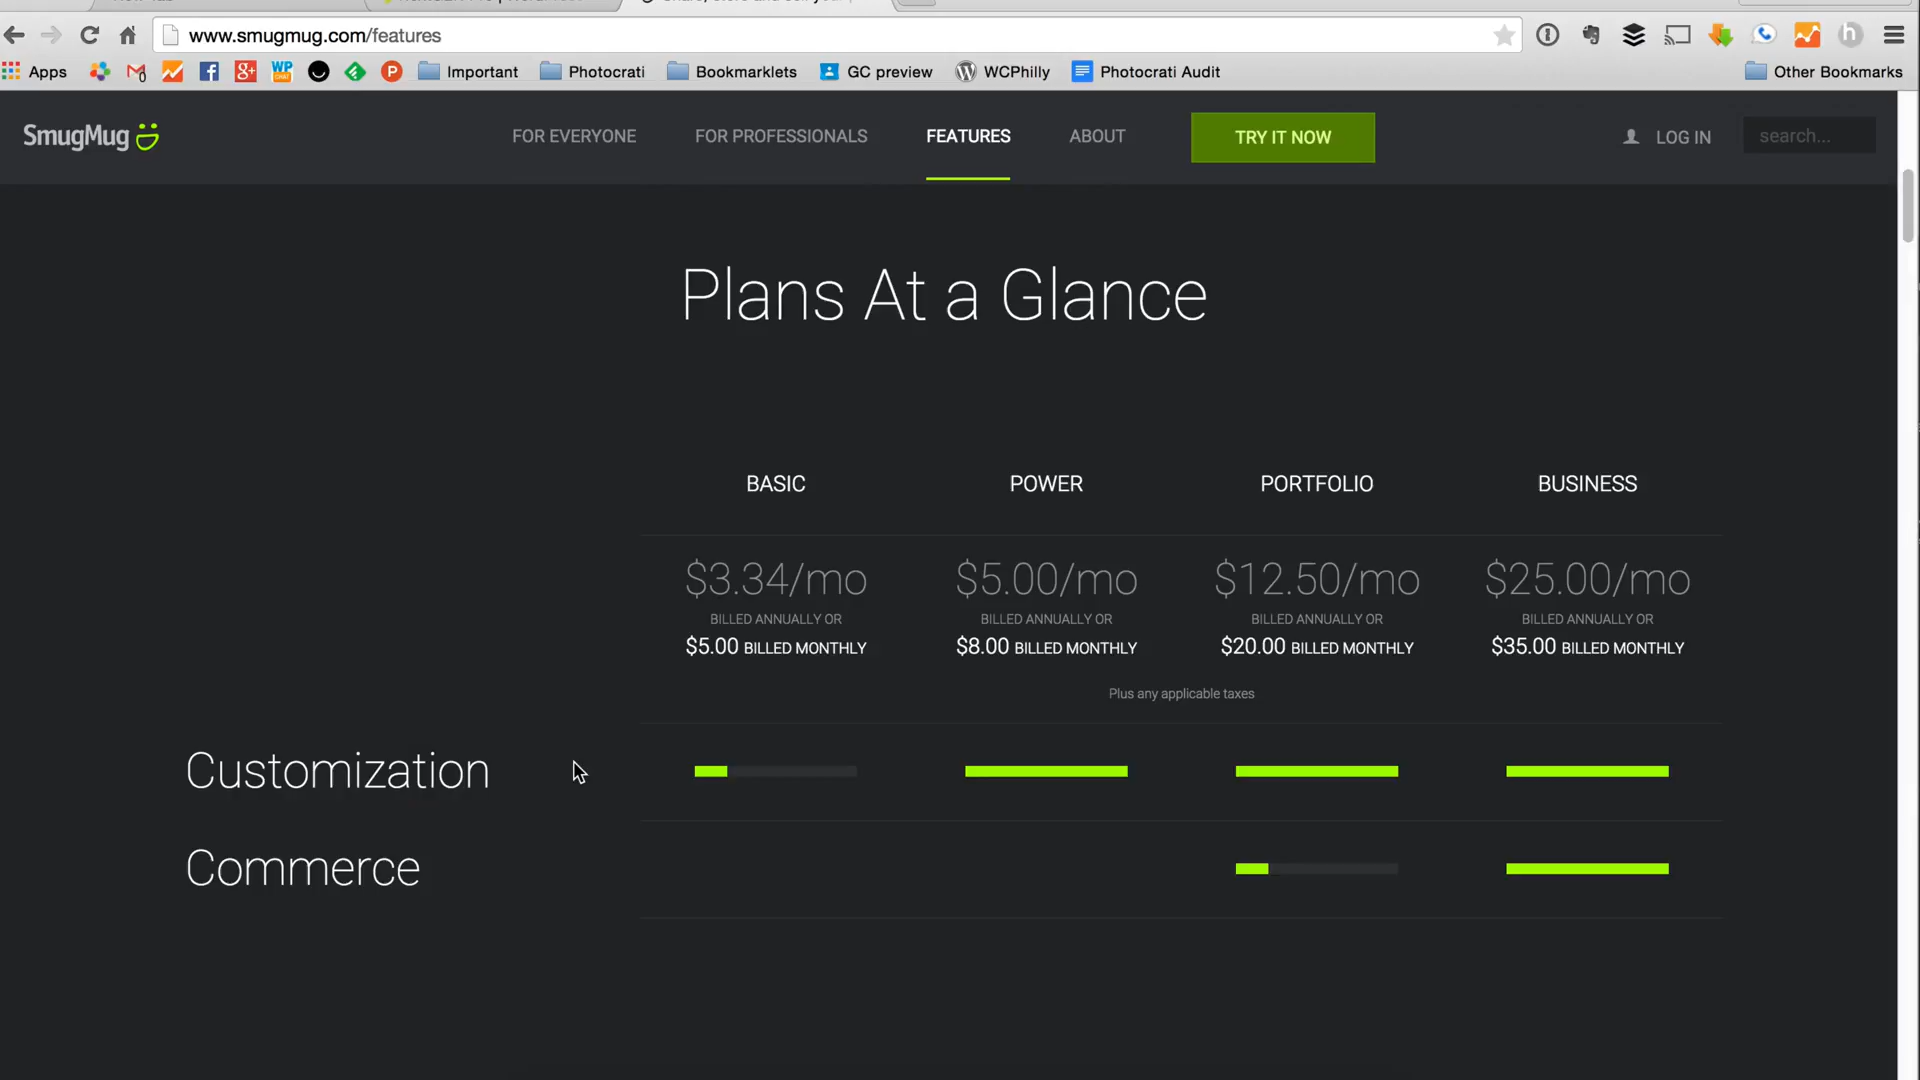 www.smugmug.com/features
Apps
Important
Photocrati
Bookmarklets
GC preview
WCPhilly
Photocrati Audit
Other Bookmarks
SmugMug
FOR EVERYONE
FOR PROFESSIONALS
FEATURES
ABOUT
TRY IT NOW
LOG IN
search...
Plans At a Glance
BASIC POWER PORTFOLIO BUSINESS
$3.34/mo $5.00/mo $12.50/mo $25.00/mo
BILLED ANNUALLY OR BILLED ANNUALLY OR BILLED ANNUALLY OR BILLED ANNUALLY OR
$5.00 BILLED MONTHLY $8.00 BILLED MONTHLY $20.00 BILLED MONTHLY $35.00 BILLED MONTHLY
Plus any applicable taxes
Customization
Commerce